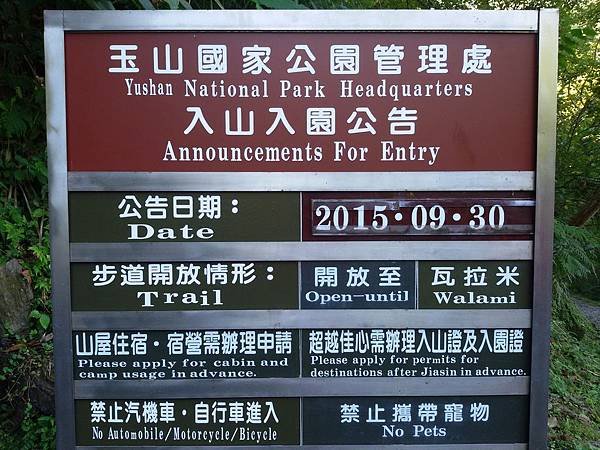 玉山國家公園管理處
Yushan National Park Headquarters
入山入園公告
Announcements For Entry
公告日期：
Date
2015·09·30
步道開放情形：
Trail
開放至
Open-until
瓦拉米
Walami
山屋住宿·宿營需辦理申請
Please apply for cabin and
camp usage in advance.
超越佳心需辦理入山證及入園證
Please apply for permits for
destinations after Jiasin in advance.
禁止汽機車·自行車進入
No Automobile/Motorcycle/Bicycle
禁止攜帶寵物
No Pets